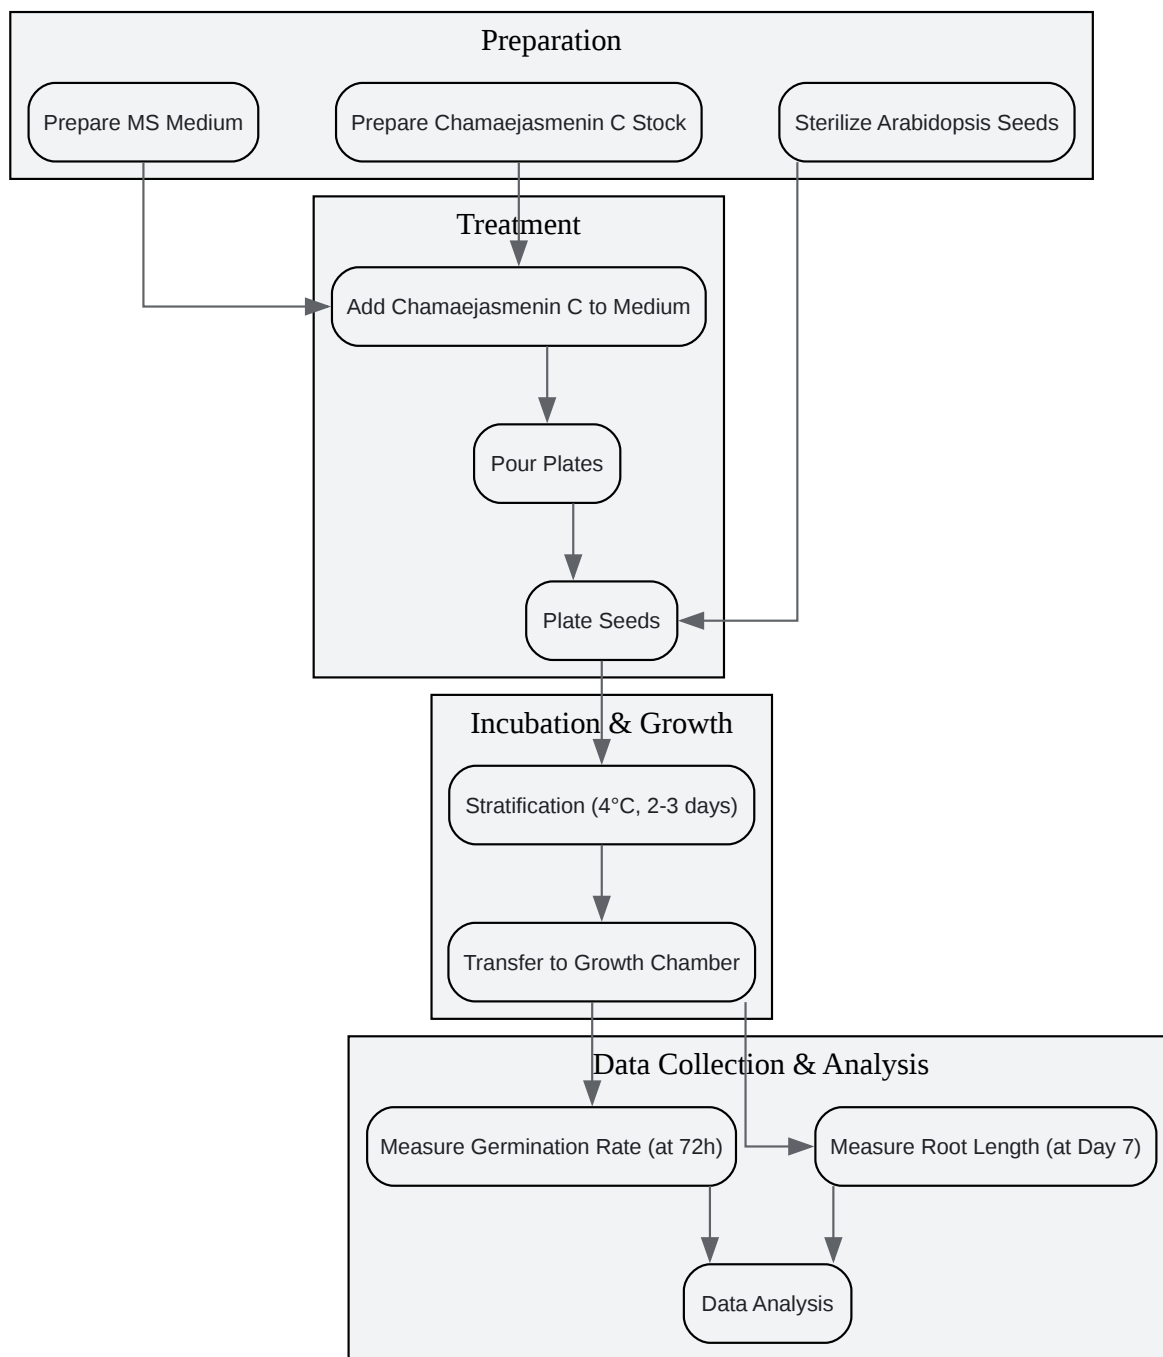 Preparation
Prepare MS Medium
Prepare Chamaejasmenin C Stock
Sterilize Arabidopsis Seeds
Treatment
Add Chamaejasmenin C to Medium
Pour Plates
Plate Seeds
Incubation & Growth
Stratification (4°C, 2-3 days)
Transfer to Growth Chamber
Data Collection & Analysis
Measure Germination Rate (at 72h)
Measure Root Length (at Day 7)
Data Analysis